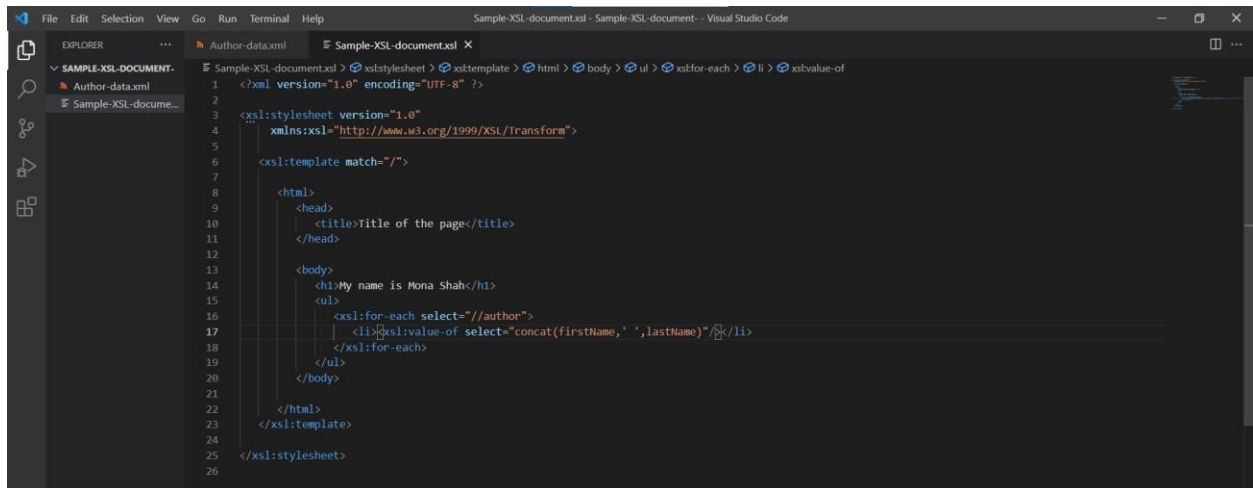 File Edit Selection View Go Run Terminal Help Sample-XSL-document.xsl - Sample-XSL-document- - Visual Studio Code
EXPLORER ··· Author-data.xml Sample-XSL-document.xsl
SAMPLE-XSL-DOCUMENT- Sample-XSL-document.xsl > xsl:stylesheet > xsl:template > html > body > ul > xsl:for-each > li > xsl:value-of
Author-data.xml
Sample-XSL-docume...
1 <?xml version="1.0" encoding="UTF-8" ?>
2
3 <xsl:stylesheet version="1.0"
4 xmlns:xsl="http://www.w3.org/1999/XSL/Transform">
5
6 <xsl:template match="/">
7
8 <html>
9 <head>
10 <title>Title of the page</title>
11 </head>
12
13 <body>
14 <h1>My name is Mona Shah</h1>
15 <ul>
16 <xsl:for-each select="//author">
17 <li><xsl:value-of select="concat(firstName,' ',lastName)"/></li>
18 </xsl:for-each>
19 </ul>
20 </body>
21
22 </html>
23 </xsl:template>
24
25 </xsl:stylesheet>
26